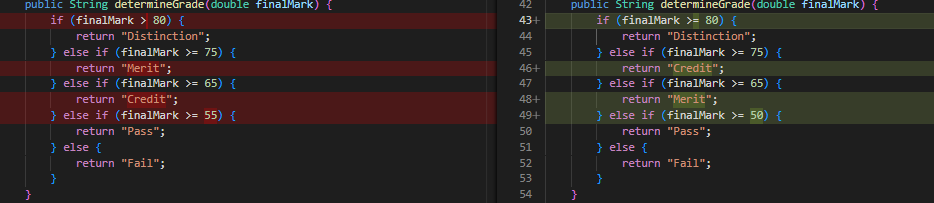 public String determineGrade(double finalMark) {
if (finalMark > 80) {
return "Distinction";
} else if (finalMark >= 75) {
return "Merit";
} else if (finalMark >= 65) {
return "Credit";
} else if (finalMark >= 55) {
return "Pass";
} else {
return "Fail";
}
}
42 public String determineGrade(double finalMark) {
43+ if (finalMark >= 80) {
44 return "Distinction";
45 } else if (finalMark >= 75) {
46+ return "Credit";
47 } else if (finalMark >= 65) {
48+ return "Merit";
49+ } else if (finalMark >= 50) {
50 return "Pass";
51 } else {
52 return "Fail";
53 }
54 }